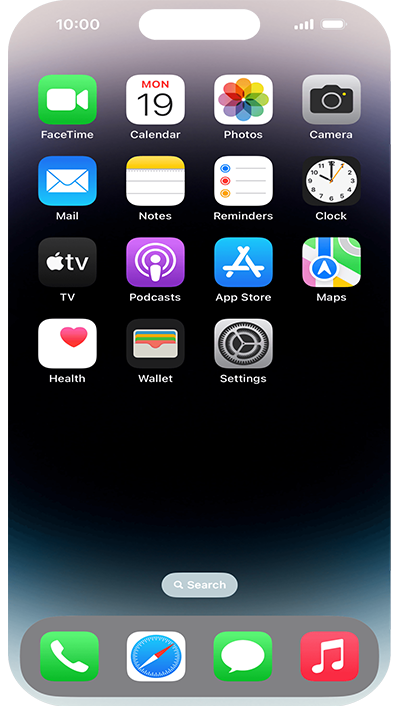 10:00
MON
19
FaceTime Calendar Photos Camera
Mail Notes Reminders Clock
tv
TV Podcasts App Store Maps
Health Wallet Settings
Search